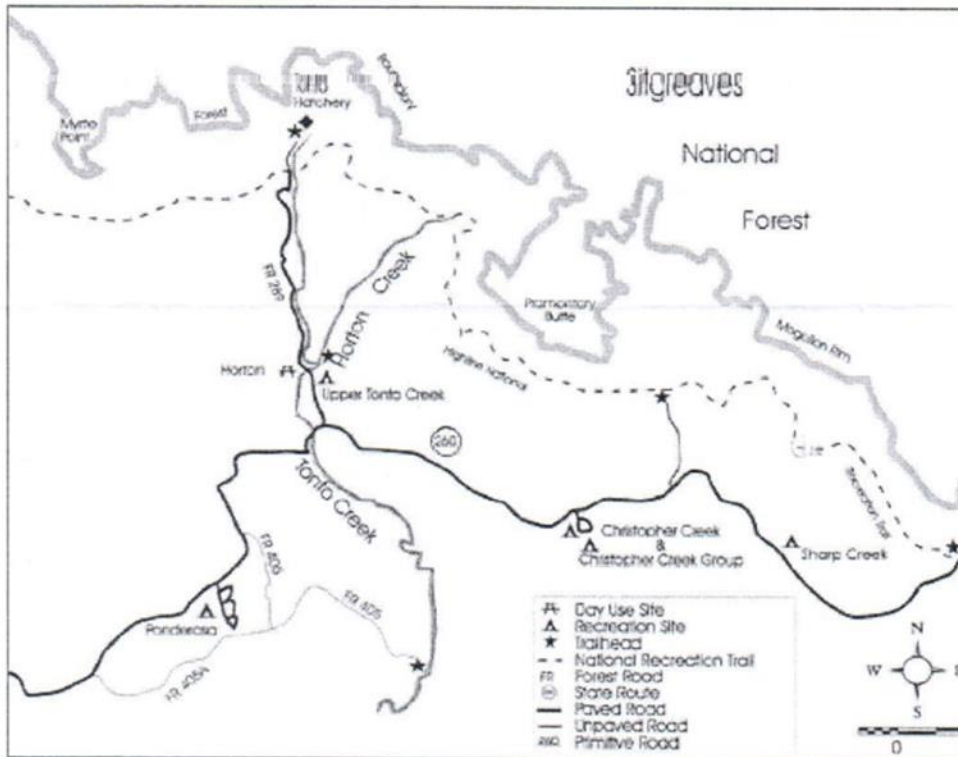 3itgreaves
National
Forest
Tonto
Hatchery
Boundary
Forest
Myrtle
Point
FR 289
Horton
Creek
Promontory
Butte
Mogollon Rim
Highline National
Recreation Trail
Horton
Upper Tonto Creek
260
Tonto Creek
Christopher Creek
&
Christopher Creek Group
Sharp Creek
FR 405
FR 405A
Ponderosa
Day Use Site
Recreation Site
Trailhead
National Recreation Trail
FR Forest Road
State Route
Paved Road
Unpaved Road
260 Primitive Road
N
W
S
0